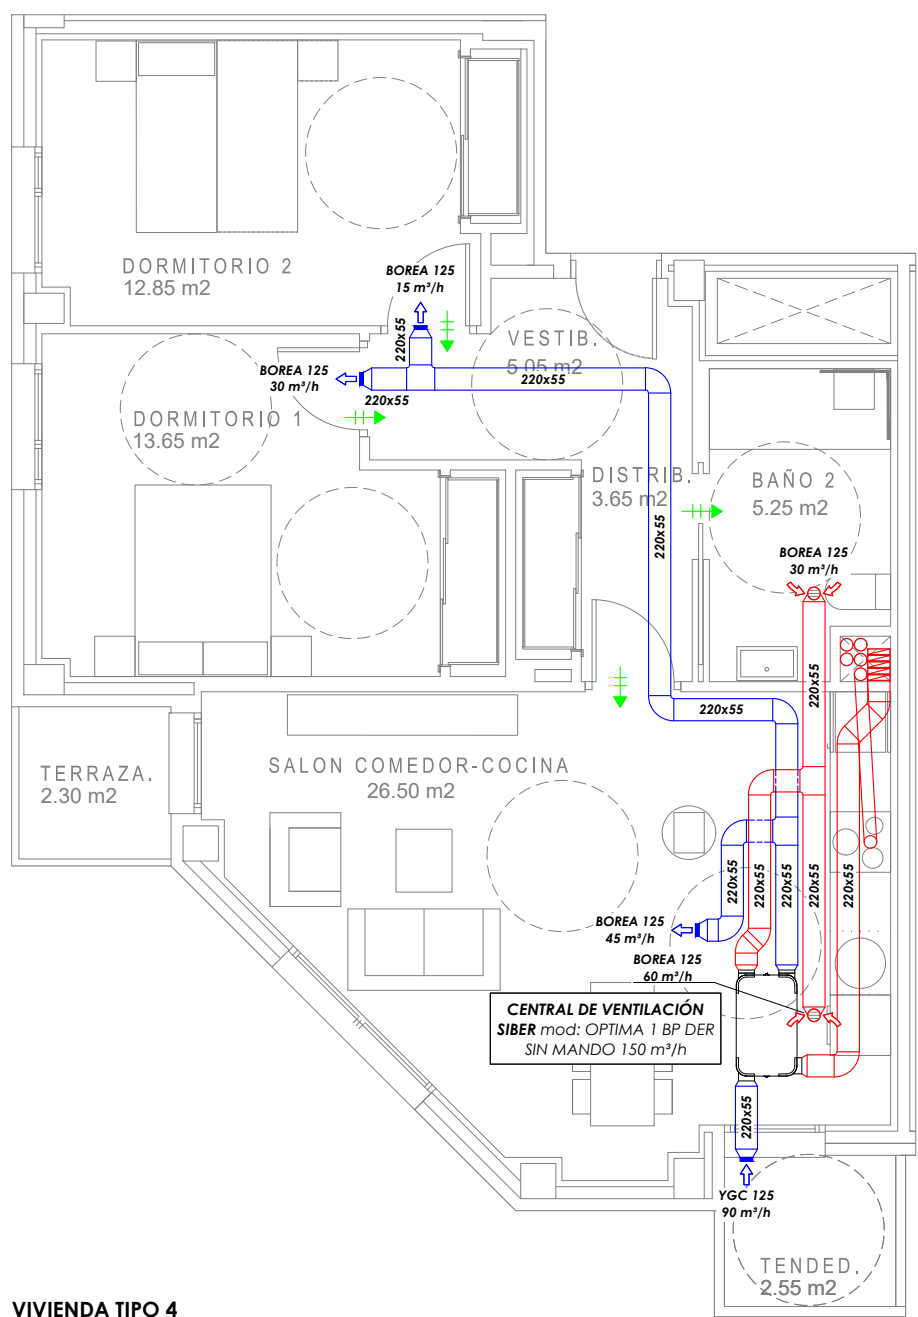 DORMITORIO 2
12.85 m2
BOREA 125
15 m³/h
220x55
VESTIB.
5.05 m2
BOREA 125
30 m³/h
220x55
220x55
DORMITORIO 1
13.65 m2
DISTRIB.
3.65 m2
BAÑO 2
5.25 m2
220x55
BOREA 125
30 m³/h
220x55
220x55
SALON COMEDOR-COCINA
26.50 m2
TERRAZA.
2.30 m2
220x55
220x55
220x55
220x55
220x55
BOREA 125
45 m³/h
BOREA 125
60 m³/h
CENTRAL DE VENTILACIÓN
SIBER mod: OPTIMA 1 BP DER
SIN MANDO 150 m³/h
220x55
YGC 125
90 m³/h
TENDED.
2.55 m2
VIVIENDA TIPO 4